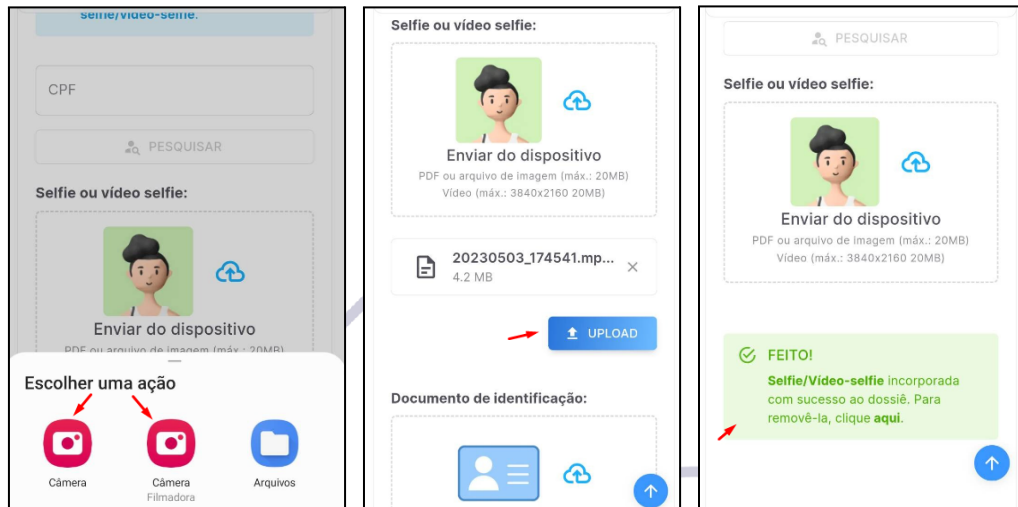 selfie/vídeo-selfie.
CPF
PESQUISAR
Selfie ou vídeo selfie:
Enviar do dispositivo
PDF ou arquivo de imagem (máx.: 20MB)
Escolher uma ação
Câmera
Câmera
Filmadora
Arquivos
Selfie ou vídeo selfie:
Enviar do dispositivo
PDF ou arquivo de imagem (máx.: 20MB)
Vídeo (máx.: 3840x2160 20MB)
20230503_174541.mp...
4.2 MB
UPLOAD
Documento de identificação:
PESQUISAR
Selfie ou vídeo selfie:
Enviar do dispositivo
PDF ou arquivo de imagem (máx.: 20MB)
Vídeo (máx.: 3840x2160 20MB)
FEITO!
Selfie/Vídeo-selfie incorporada
com sucesso ao dossiê. Para
removê-la, clique aqui.